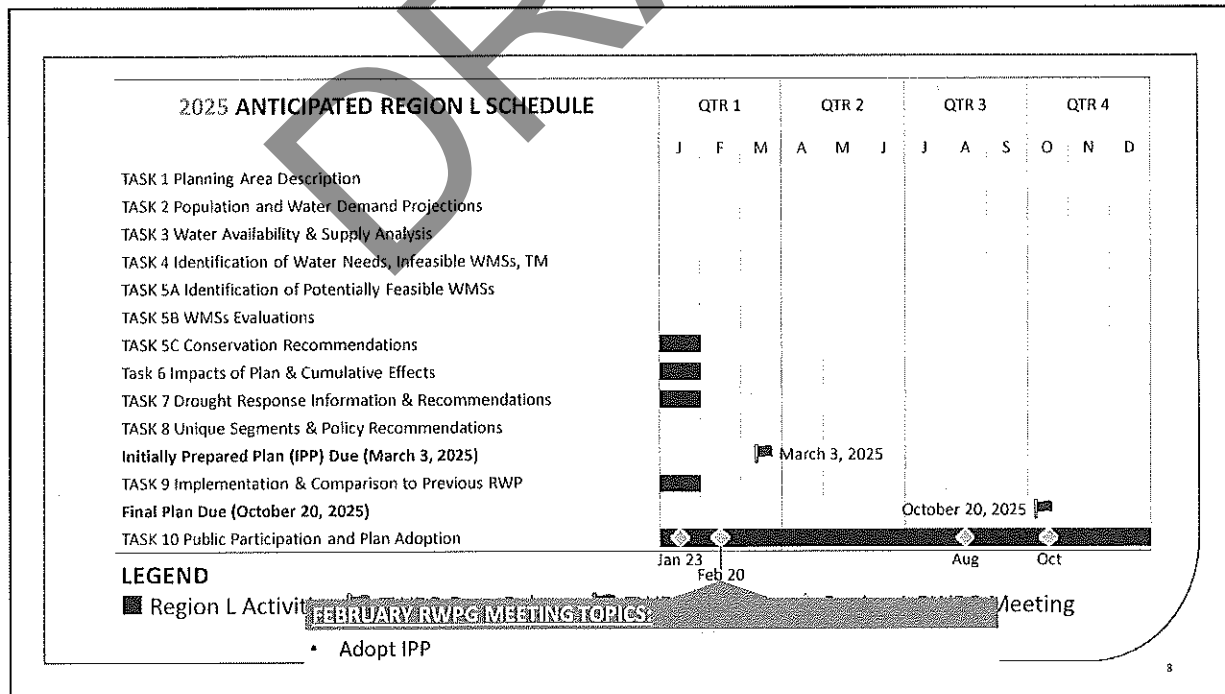 DRA
2025 ANTICIPATED REGION L SCHEDULE
QTR 1 QTR 2 QTR 3 QTR 4
J F M A M J J A S O N D
TASK 1 Planning Area Description
TASK 2 Population and Water Demand Projections
TASK 3 Water Availability & Supply Analysis
TASK 4 Identification of Water Needs, Infeasible WMSs, TM
TASK 5A Identification of Potentially Feasible WMSs
TASK 5B WMSs Evaluations
TASK 5C Conservation Recommendations
Task 6 Impacts of Plan & Cumulative Effects
TASK 7 Drought Response Information & Recommendations
TASK 8 Unique Segments & Policy Recommendations
Initially Prepared Plan (IPP) Due (March 3, 2025) March 3, 2025
TASK 9 Implementation & Comparison to Previous RWP
Final Plan Due (October 20, 2025) October 20, 2025
TASK 10 Public Participation and Plan Adoption
Jan 23 Feb 20 Aug Oct
LEGEND
Region L Activit Meeting
FEBRUARY RWPG MEETING TOPICS:
• Adopt IPP
8